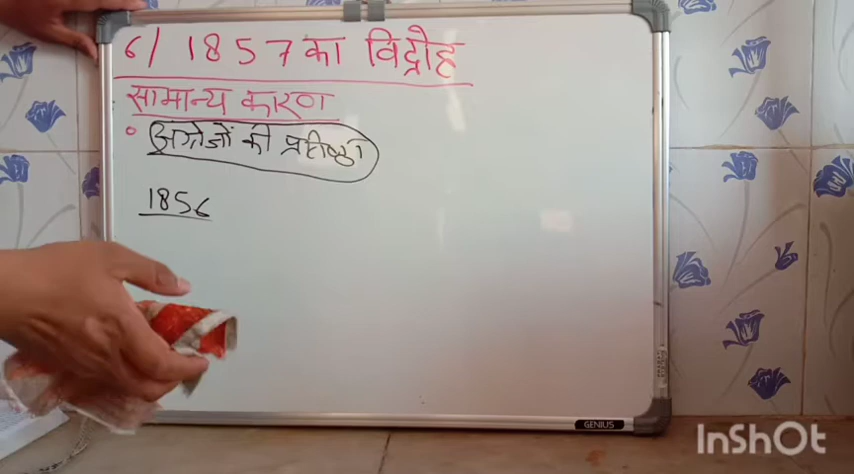 6/ 1857 का विद्रोह
सामान्य कारण
अंग्रेजों की प्रतिष्ठा
1856
GENIUS
InShOt